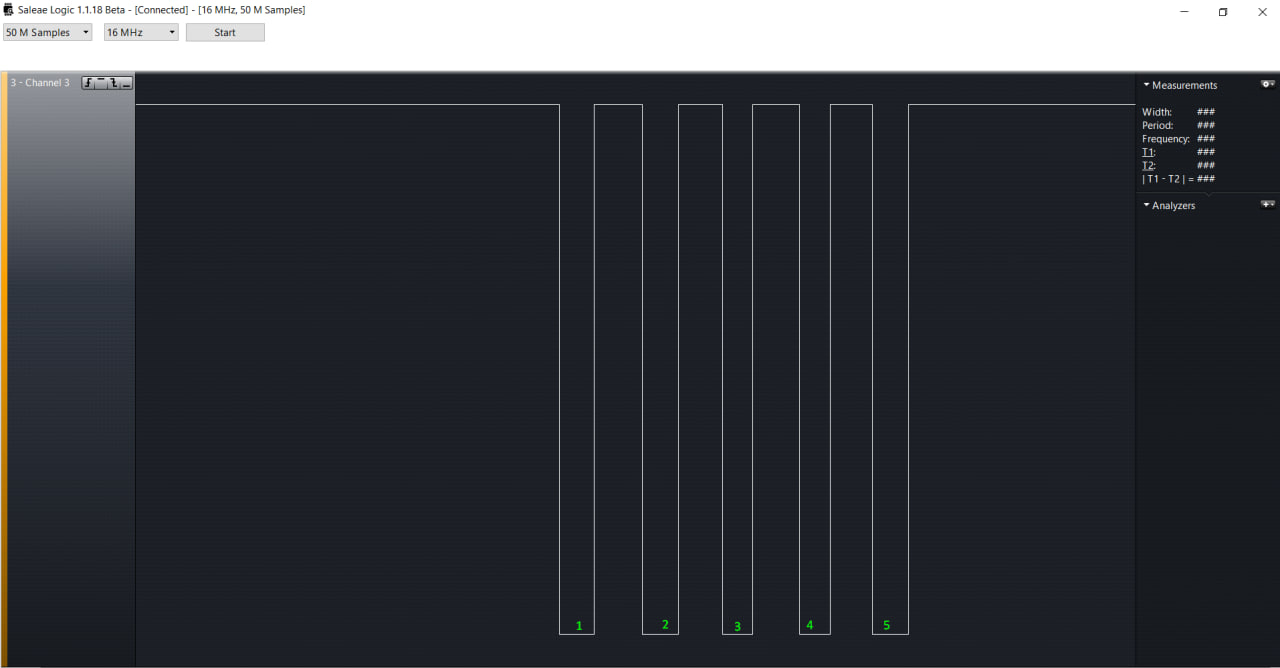 Saleae Logic 1.1.18 Beta - [Connected] - [16 MHz, 50 M Samples]
50 M Samples 16 MHz Start
3 - Channel 3
Measurements
Width: ###
Period: ###
Frequency: ###
T1: ###
T2: ###
| T1 - T2 | = ###
Analyzers
1 2 3 4 5